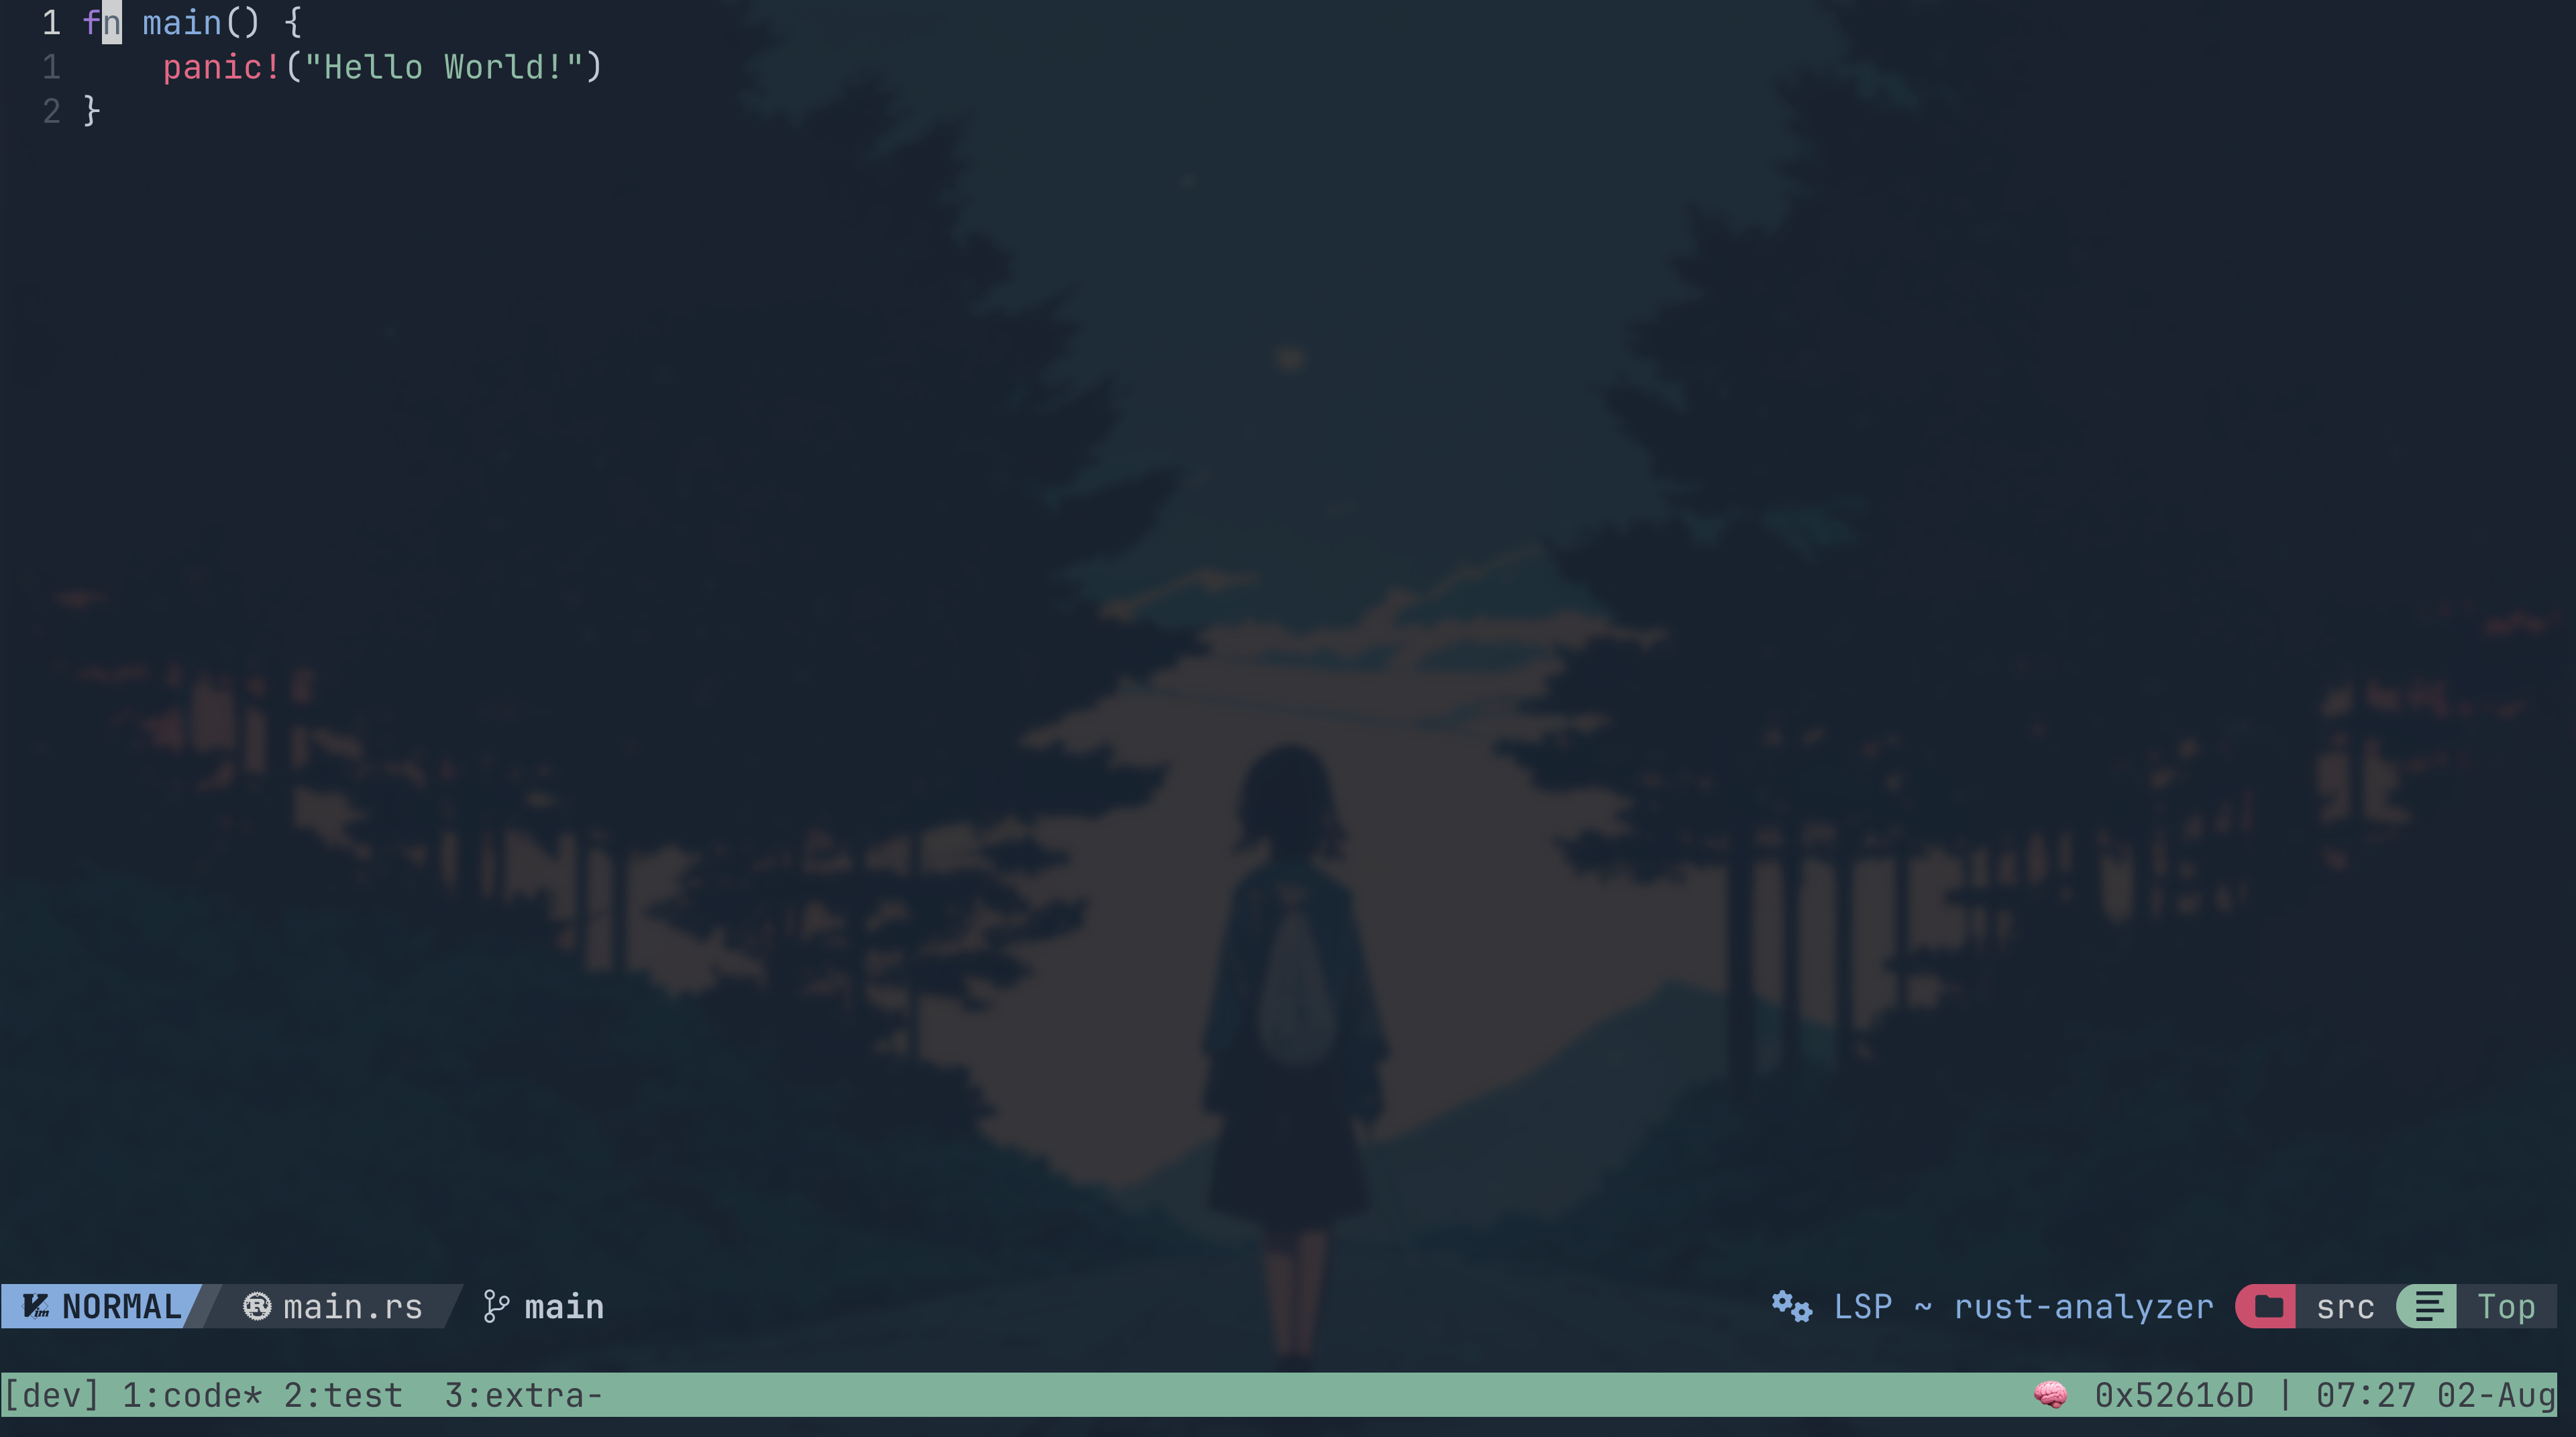 1 fn main() {
1     panic!("Hello World!")
2 }
NORMAL main.rs main LSP ~ rust-analyzer src Top
[dev] 1:code* 2:test  3:extra- 🧠 0x52616D | 07:27 02-Aug